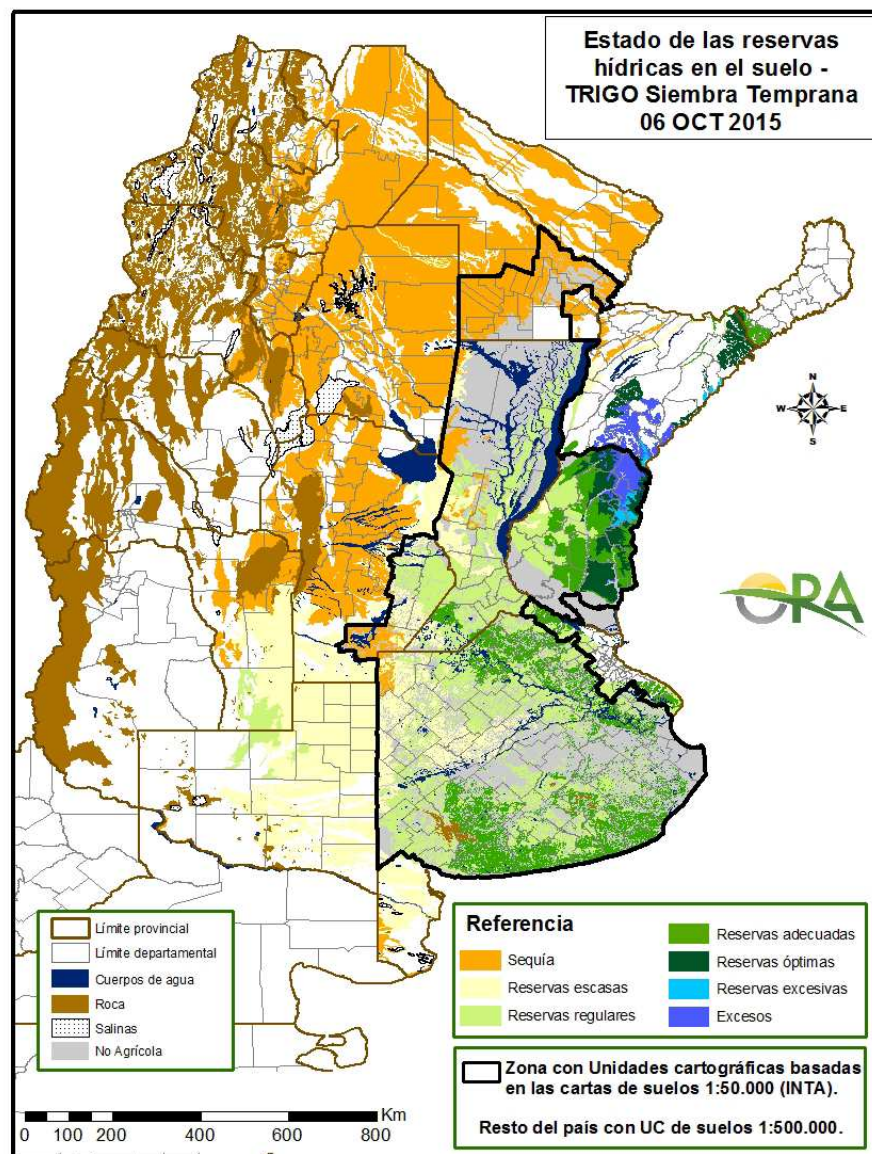 Estado de las reservas
hídricas en el suelo -
TRIGO Siembra Temprana
06 OCT 2015
N
W E
S
ORA
Límite provincial
Límite departamental
Cuerpos de agua
Roca
Salinas
No Agrícola
Referencia
Sequía
Reservas escasas
Reservas regulares
Reservas adecuadas
Reservas óptimas
Reservas excesivas
Excesos
Zona con Unidades cartográficas basadas
en las cartas de suelos 1:50.000 (INTA).
Resto del país con UC de suelos 1:500.000.
Km
0 100 200 400 600 800